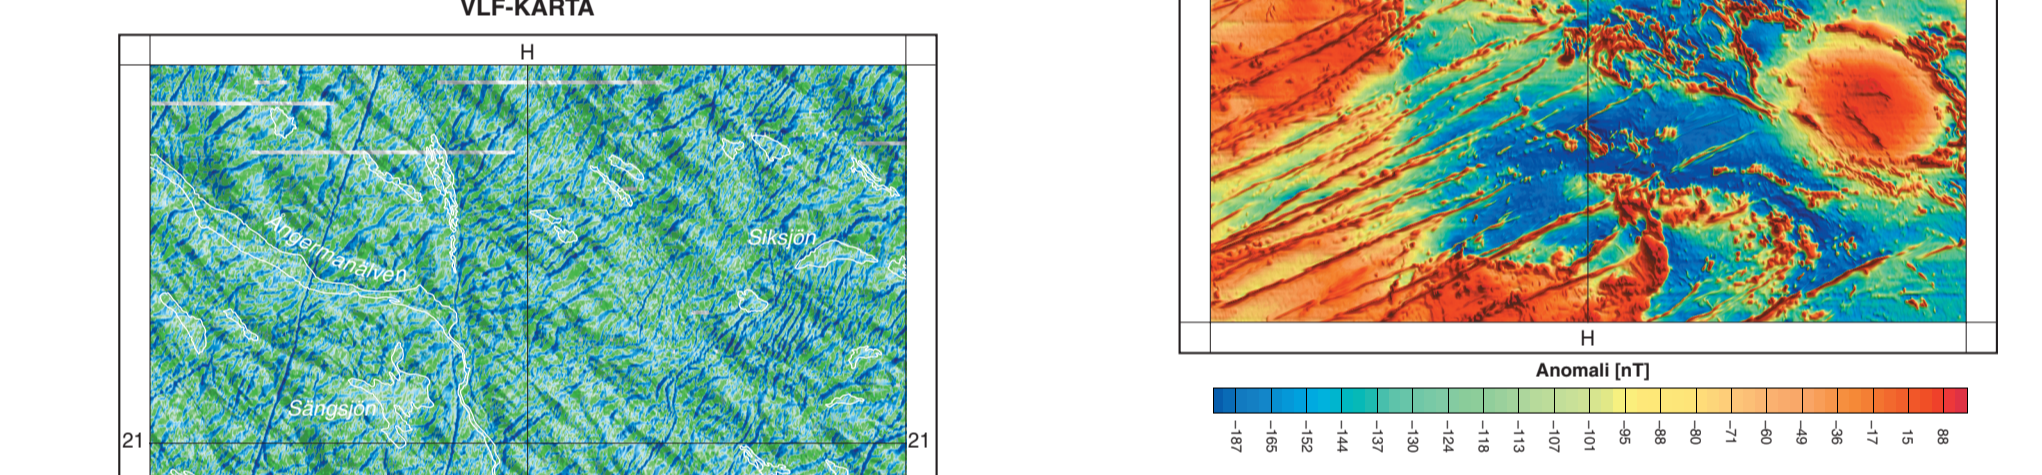 VLF-KARTA
H
Ångermanälven
Siksjön
Sängsjön
21
21
H
Anomali [nT]
−187 −165 −152 −144 −137 −130 −124 −118 −113 −107 −101 −95 −88 −80 −71 −60 −49 −36 −17 15 88